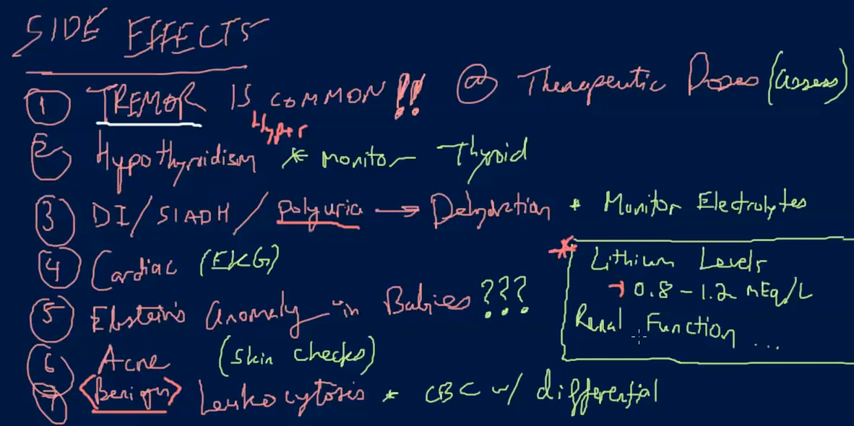 SIDE EFFECTS
① TREMOR IS COMMON!! @ Therapeutic Doses (assess)
Hyper
② Hypothyroidism * monitor Thyroid
③ DI/SIADH/polyuria → Dehydration * Monitor Electrolytes
④ Cardiac (EKG)
* Lithium Levels
→ 0.8 – 1.2 mEq/L
Renal Function ...
⑤ Ebstein's Anomaly in Babies ???
⑥ Acne (skin checks)
⑦ <Benign> Leukocytosis * CBC w/ differential